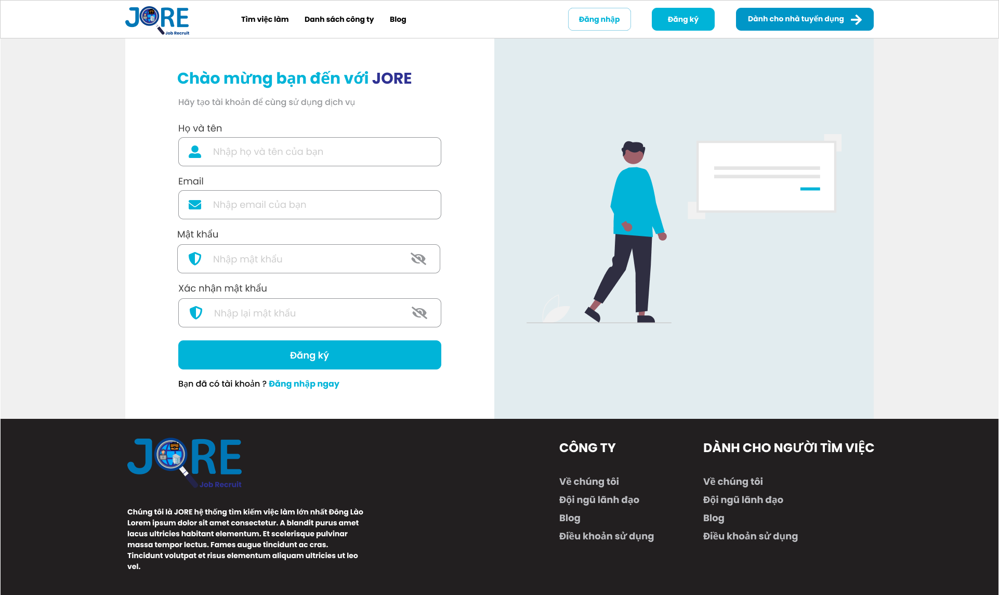 JORE
Job Recruit
Tìm việc làm
Danh sách công ty
Blog
Đăng nhập
Đăng ký
Dành cho nhà tuyển dụng
Chào mừng bạn đến với JORE
Hãy tạo tài khoản để cùng sử dụng dịch vụ
Họ và tên
Nhập họ và tên của bạn
Email
Nhập email của bạn
Mật khẩu
Nhập mật khẩu
Xác nhận mật khẩu
Nhập lại mật khẩu
Đăng ký
Bạn đã có tài khoản ? Đăng nhập ngay
JORE
Job Recruit
Chúng tôi là JORE hệ thống tìm kiếm việc làm lớn nhất Đông Lào
Lorem ipsum dolor sit amet consectetur. A blandit purus amet
lacus ultricies habitant elementum. Et scelerisque pulvinar
massa tempor lectus. Fames augue tincidunt ac cras.
Tincidunt volutpat et risus elementum aliquam ultricies ut leo
vel.
CÔNG TY
Về chúng tôi
Đội ngũ lãnh đạo
Blog
Điều khoản sử dụng
DÀNH CHO NGƯỜI TÌM VIỆC
Về chúng tôi
Đội ngũ lãnh đạo
Blog
Điều khoản sử dụng